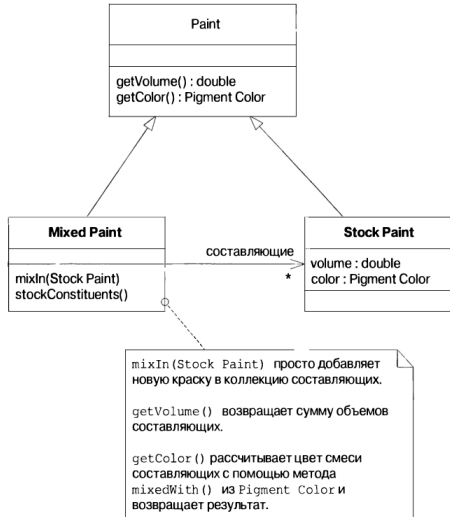 Paint
getVolume() : double
getColor() : Pigment Color
Mixed Paint
mixIn(Stock Paint)
stockConstituents()
составляющие
*
Stock Paint
volume : double
color : Pigment Color
mixIn(Stock Paint) просто добавляет
новую краску в коллекцию составляющих.
getVolume() возвращает сумму объемов
составляющих.
getColor() рассчитывает цвет смеси
составляющих с помощью метода
mixedWith() из Pigment Color и
возвращает результат.